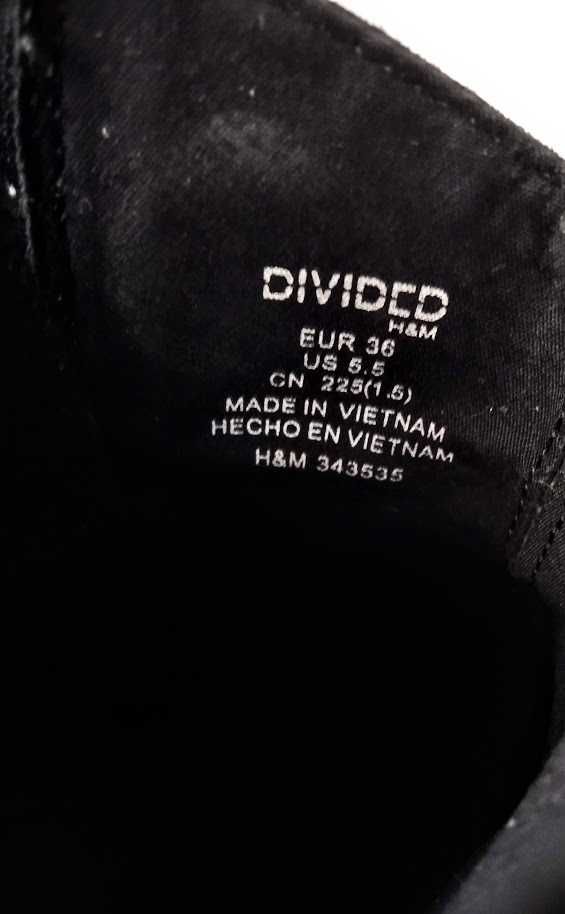 DIVIDED
H&M
EUR 36
US 5.5
CN 225(1.5)
MADE IN VIETNAM
HECHO EN VIETNAM
H&M 343535